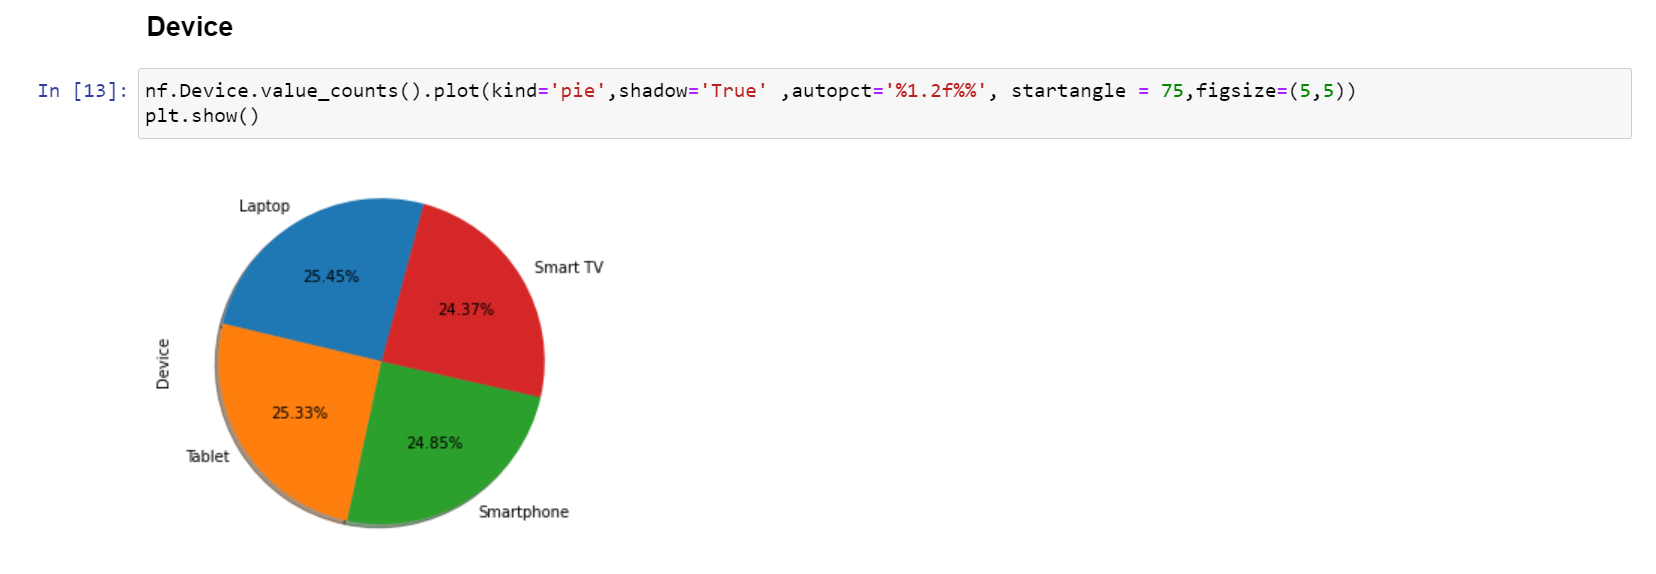 Device
In [13]: nf.Device.value_counts().plot(kind='pie',shadow='True' ,autopct='%1.2f%%', startangle = 75,figsize=(5,5))
plt.show()
Laptop
Smart TV
25.45%
24.37%
Device
25.33%
24.85%
Tablet
Smartphone